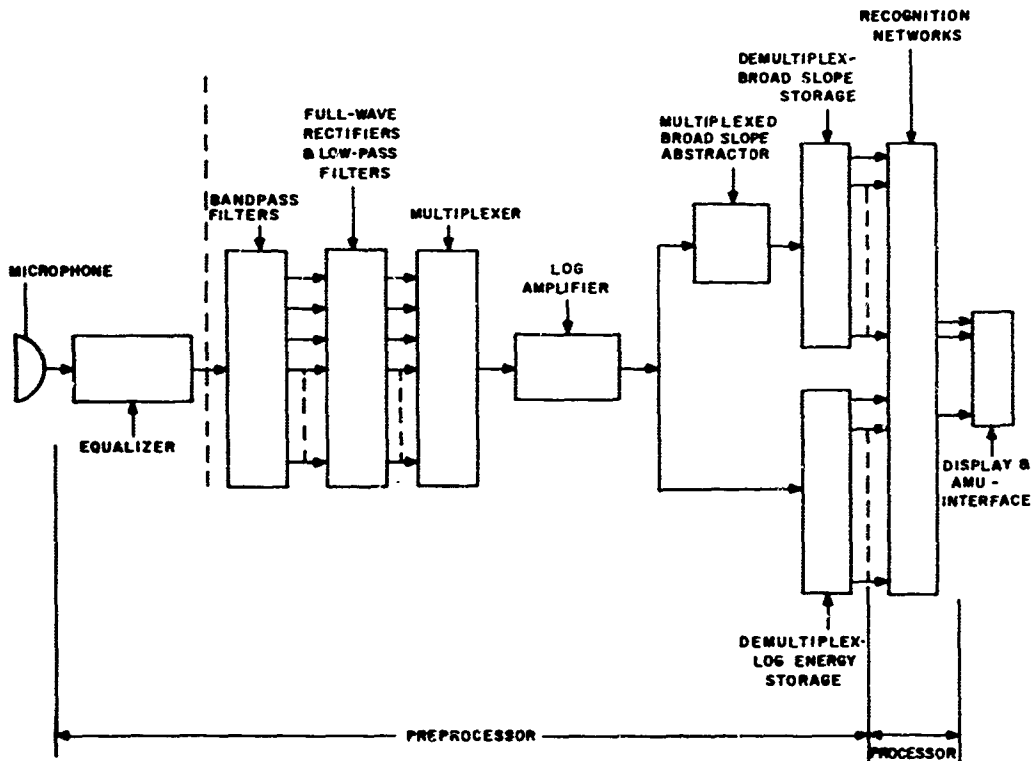 RECOGNITION
NETWORKS
DEMULTIPLEX-
BROAD SLOPE
STORAGE
FULL-WAVE
RECTIFIERS
& LOW-PASS
FILTERS
MULTIPLEXED
BROAD SLOPE
ABSTRACTOR
BANDPASS
FILTERS
MULTIPLEXER
MICROPHONE
LOG
AMPLIFIER
EQUALIZER
DISPLAY &
AMU-
INTERFACE
DEMULTIPLEX-
LOG ENERGY
STORAGE
PREPROCESSOR
PROCESSOR